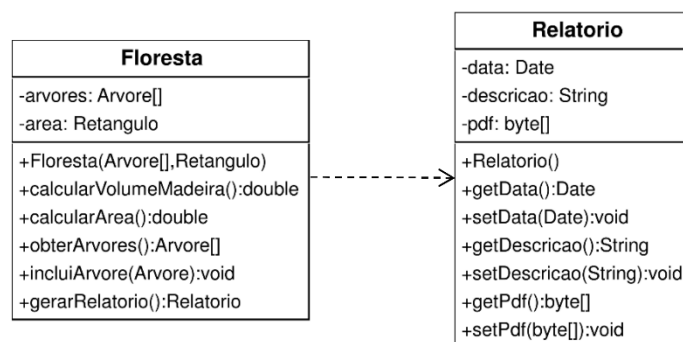 Floresta
-arvores: Arvore[]
-area: Retangulo
+Floresta(Arvore[],Retangulo)
+calcularVolumeMadeira():double
+calcularArea():double
+obterArvores():Arvore[]
+incluiArvore(Arvore):void
+gerarRelatorio():Relatorio
Relatorio
-data: Date
-descricao: String
-pdf: byte[]
+Relatorio()
+getData():Date
+setData(Date):void
+getDescricao():String
+setDescricao(String):void
+getPdf():byte[]
+setPdf(byte[]):void